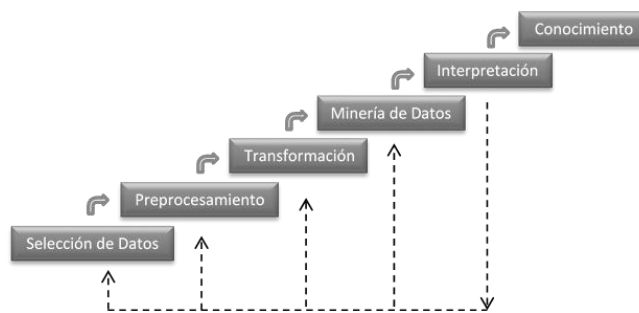 Conocimiento
Interpretación
Minería de Datos
Transformación
Preprocesamiento
Selección de Datos